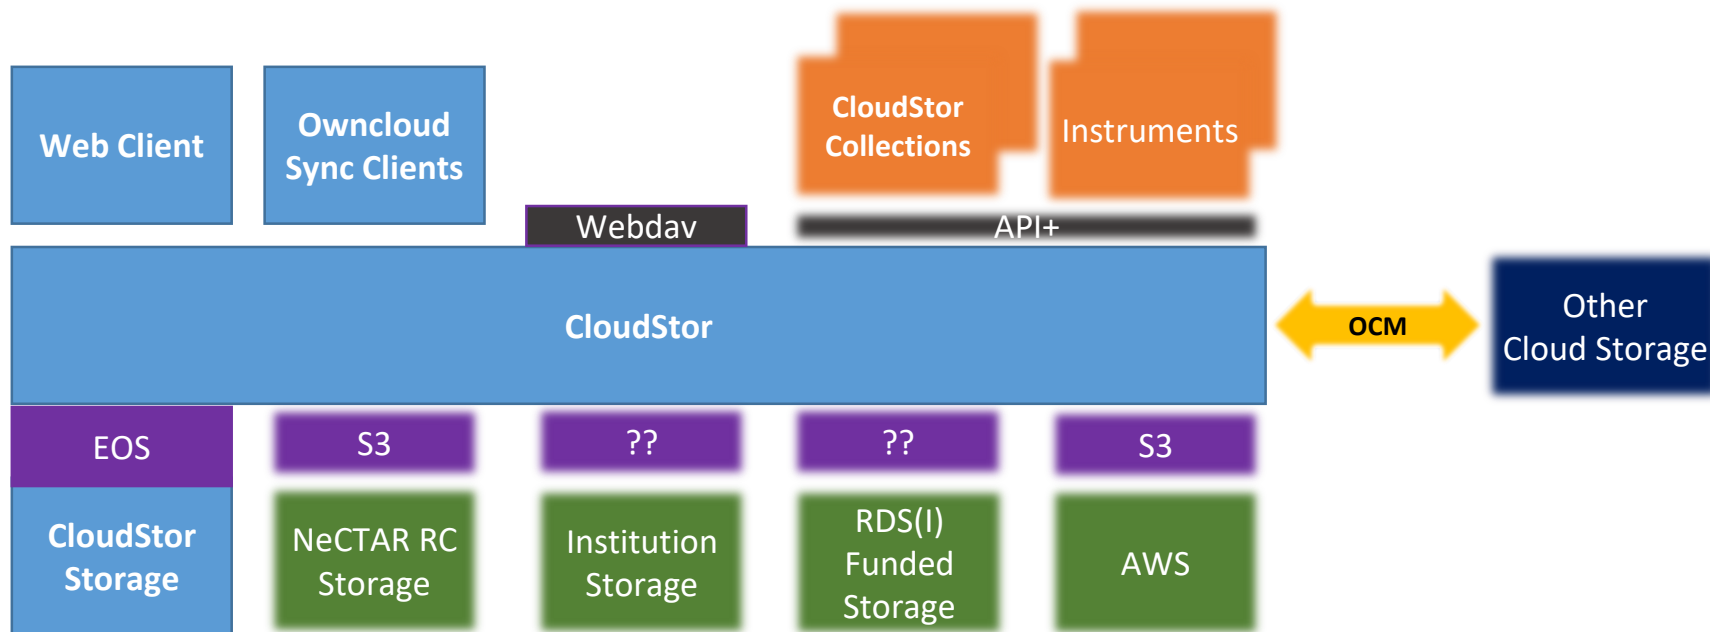 Web Client
Owncloud
Sync Clients
CloudStor
Collections
Instruments
Webdav
API+
CloudStor
OCM
Other
Cloud Storage
EOS
S3
??
??
S3
CloudStor
Storage
NeCTAR RC
Storage
Institution
Storage
RDS(I)
Funded
Storage
AWS